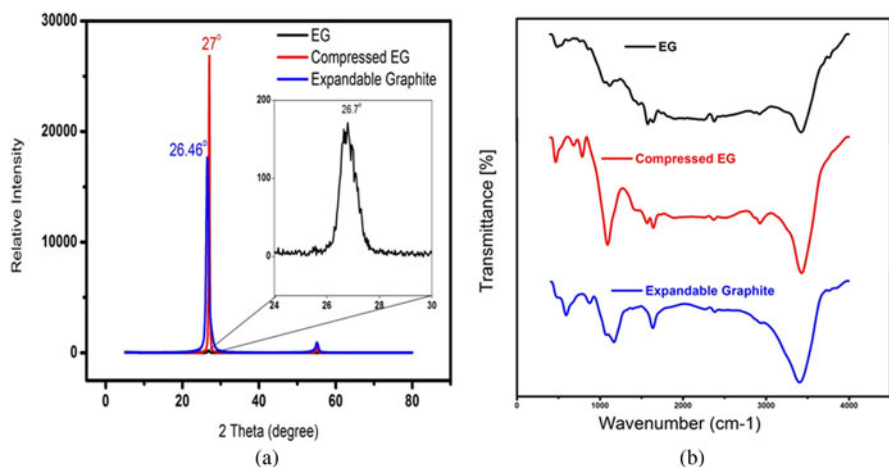 30000
20000
10000
0
Relative Intensity
0
20
40
60
80
2 Theta (degree)
27°
26.46°
EG
Compressed EG
Expandable Graphite
200
100
0
26.7°
24
26
28
30
(a)
Transmittance [%]
EG
Compressed EG
Expandable Graphite
0
1000
2000
3000
4000
Wavenumber (cm-1)
(b)